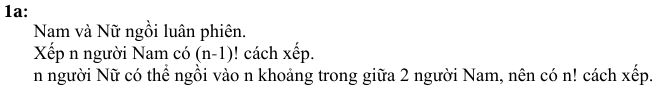 1a:
Nam và Nữ ngồi luân phiên.
Xếp n người Nam có (n-1)! cách xếp.
n người Nữ có thể ngồi vào n khoảng trong giữa 2 người Nam, nên có n! cách xếp.